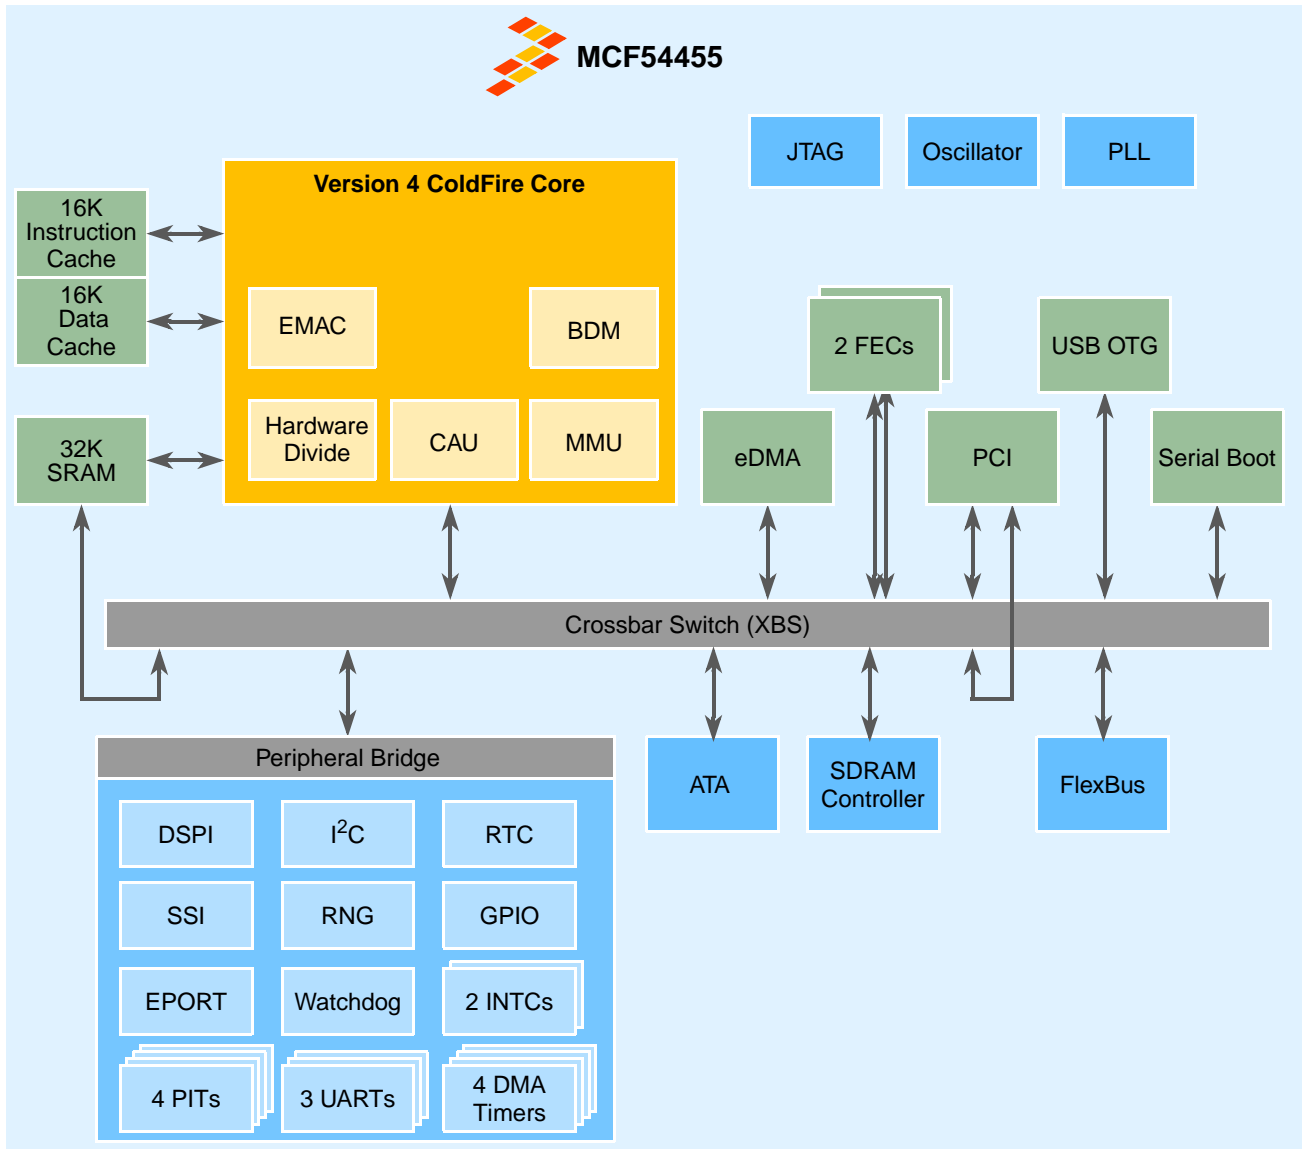 MCF54455
JTAG
Oscillator
PLL
Version 4 ColdFire Core
16K
Instruction
Cache
16K
Data
Cache
EMAC
BDM
2 FECs
USB OTG
32K
SRAM
Hardware
Divide
CAU
MMU
eDMA
PCI
Serial Boot
Crossbar Switch (XBS)
Peripheral Bridge
ATA
SDRAM
Controller
FlexBus
DSPI
I²C
RTC
SSI
RNG
GPIO
EPORT
Watchdog
2 INTCs
4 PITs
3 UARTs
4 DMA
Timers